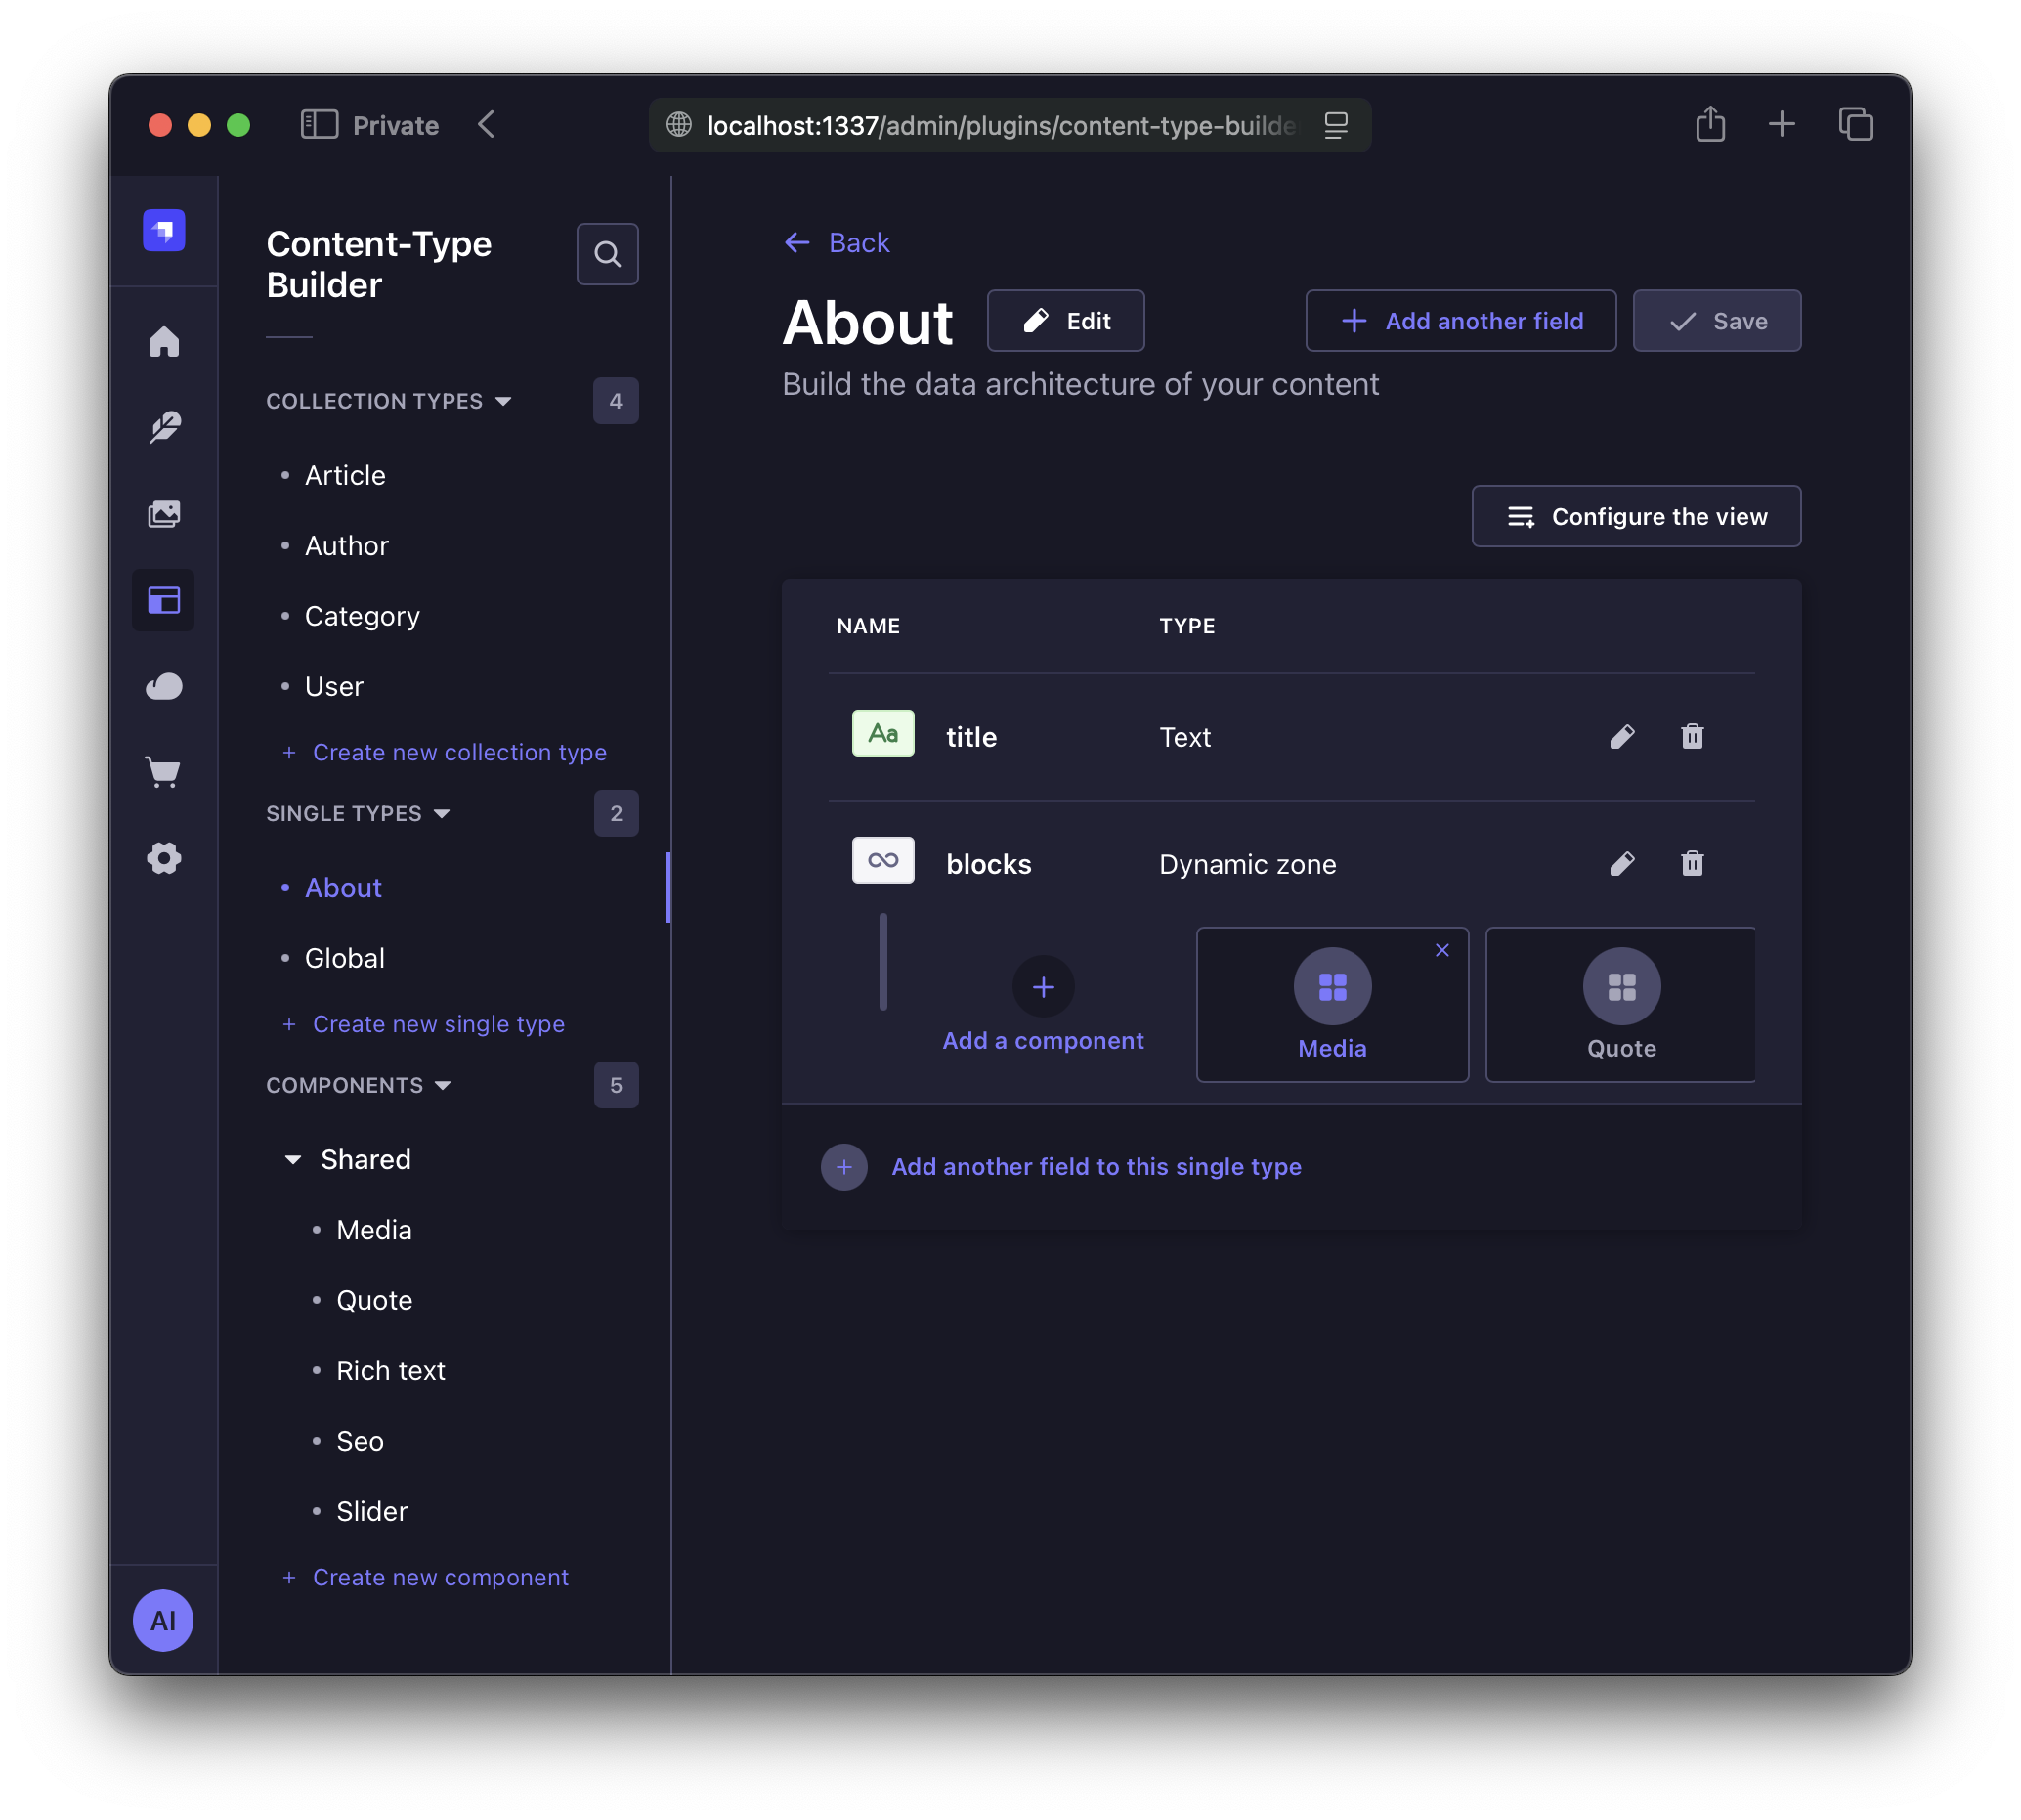 Private
localhost:1337/admin/plugins/content-type-builde
Content-Type
Builder
COLLECTION TYPES
4
Article
Author
Category
User
+ Create new collection type
SINGLE TYPES
2
About
Global
+ Create new single type
COMPONENTS
5
Shared
Media
Quote
Rich text
Seo
Slider
+ Create new component
AI
Back
About
Edit
Add another field
Save
Build the data architecture of your content
Configure the view
NAME TYPE
Aa title Text
blocks Dynamic zone
Add a component
Media
Quote
Add another field to this single type